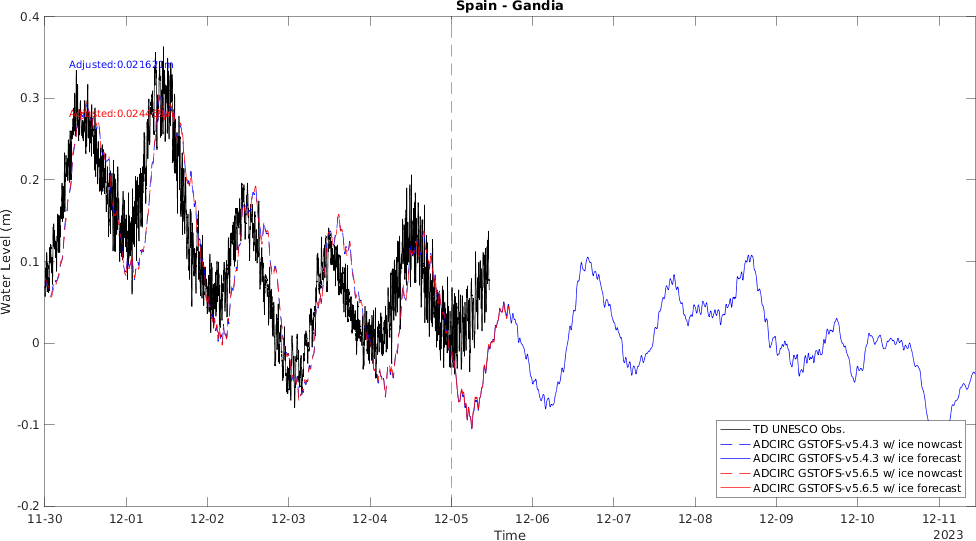 Spain - Gandia
0.4
0.3
0.2
0.1
0
-0.1
-0.2
Water Level (m)
Adjusted:0.02162
Adjusted:0.024
11-30
12-01
12-02
12-03
12-04
12-05
12-06
12-07
12-08
12-09
12-10
12-11
Time
2023
TD UNESCO Obs.
ADCIRC GSTOFS-v5.4.3 w/ ice nowcast
ADCIRC GSTOFS-v5.4.3 w/ ice forecast
ADCIRC GSTOFS-v5.6.5 w/ ice nowcast
ADCIRC GSTOFS-v5.6.5 w/ ice forecast